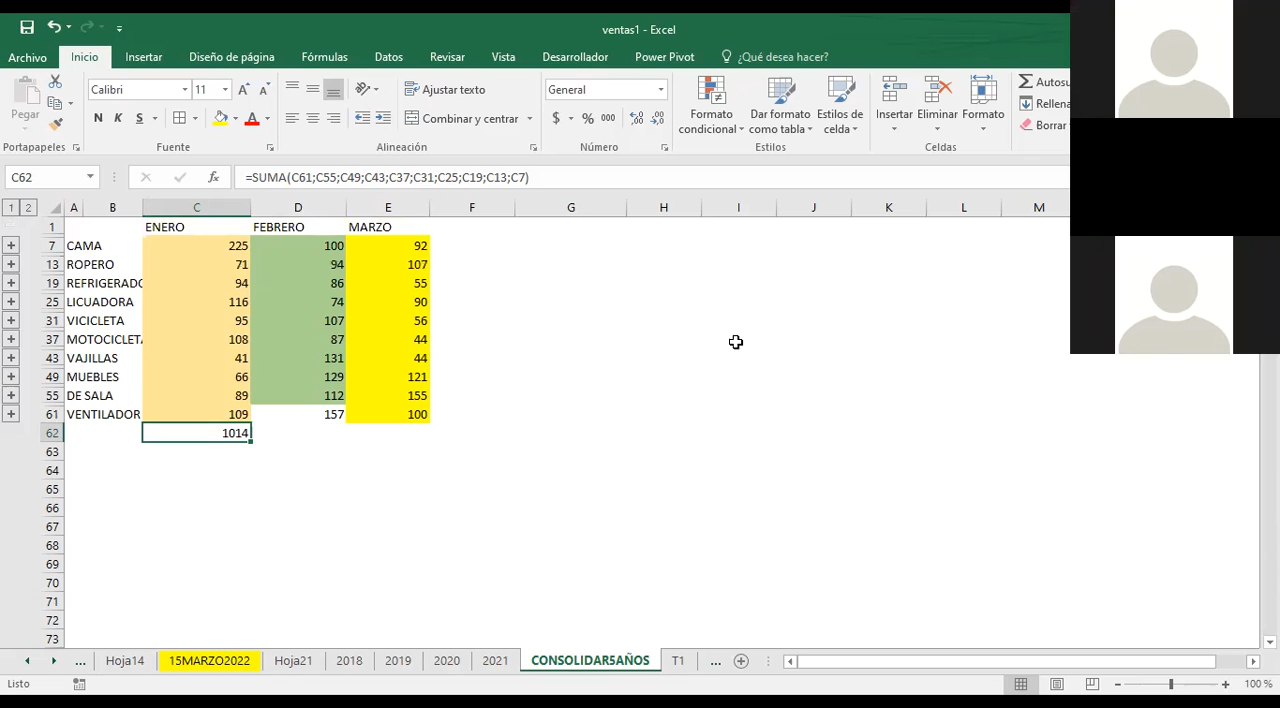 ventas1 - Excel
Archivo Inicio Insertar Diseño de página Fórmulas Datos Revisar Vista Desarrollador Power Pivot ¿Qué desea hacer?
Calibri 11 Ajustar texto General Autosu
Pegar N K S Combinar y centrar $ % 000 Formato condicional Dar formato como tabla Estilos de celda Insertar Eliminar Formato Rellena
Borrar
Portapapeles Fuente Alineación Número Estilos Celdas
C62 fx =SUMA(C61;C55;C49;C43;C37;C31;C25;C19;C13;C7)
1 2 A B C D E F G H I J K L M
1 ENERO FEBRERO MARZO
7 CAMA 225 100 92
13 ROPERO 71 94 107
19 REFRIGERADO 94 86 55
25 LICUADORA 116 74 90
31 VICICLETA 95 107 56
37 MOTOCICLETA 108 87 44
43 VAJILLAS 41 131 44
49 MUEBLES 66 129 121
55 DE SALA 89 112 155
61 VENTILADOR 109 157 100
62 1014
63
64
65
66
67
68
69
70
71
72
73
... Hoja14 15MARZO2022 Hoja21 2018 2019 2020 2021 CONSOLIDAR5AÑOS T1 ...
Listo 100 %